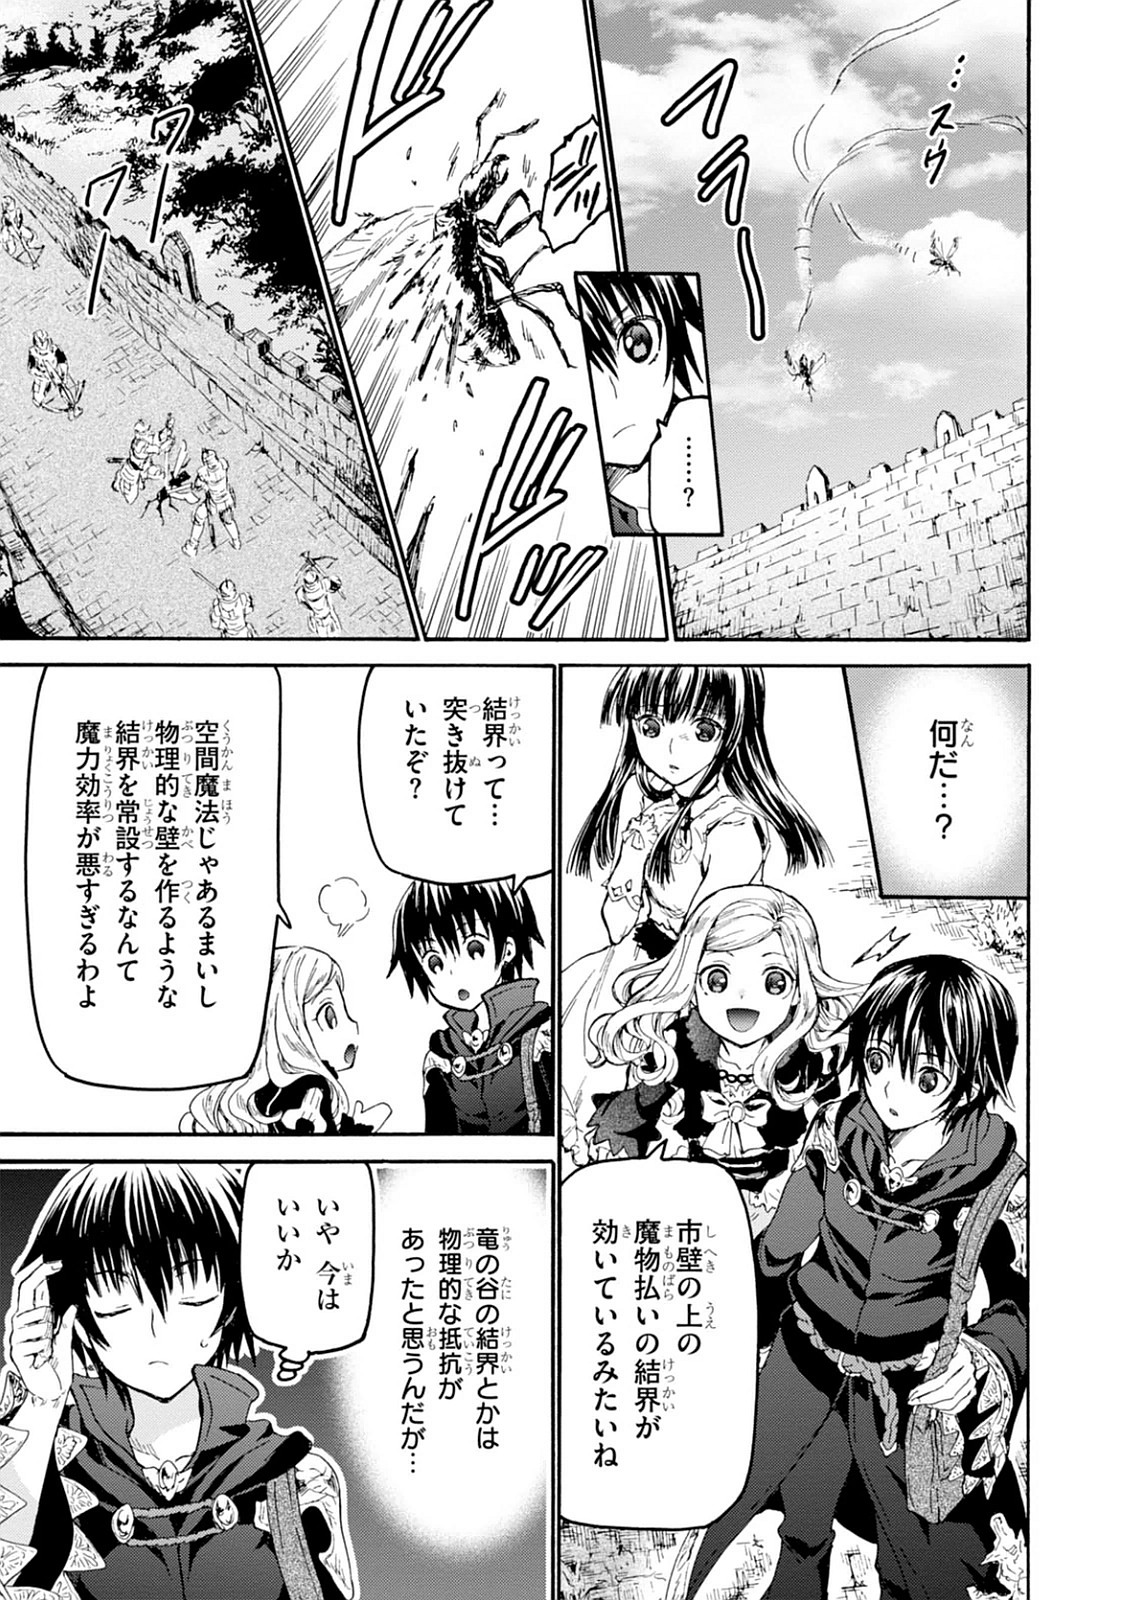 …スゥ
フラ
フラー
………?
ドドド
ドドッ
ワー
ワー
何だ…?
市壁の上の
魔物払いの結界が
効いているみたいね
結界って…
突き抜けて
いたぞ?
空間魔法じゃあるまいし
物理的な壁を作るような
結界を常設するなんて
魔力効率が悪すぎるわよ
竜の谷の結界とかは
物理的な抵抗が
あったと思うんだが…
いや 今は
いいか